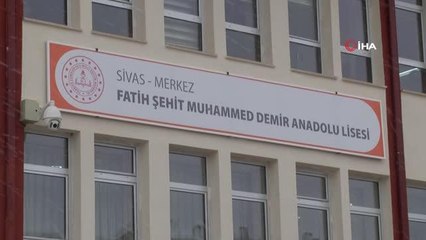 İHA
SİVAS - MERKEZ
FATİH ŞEHİT MUHAMMED DEMİR ANADOLU LİSESİ